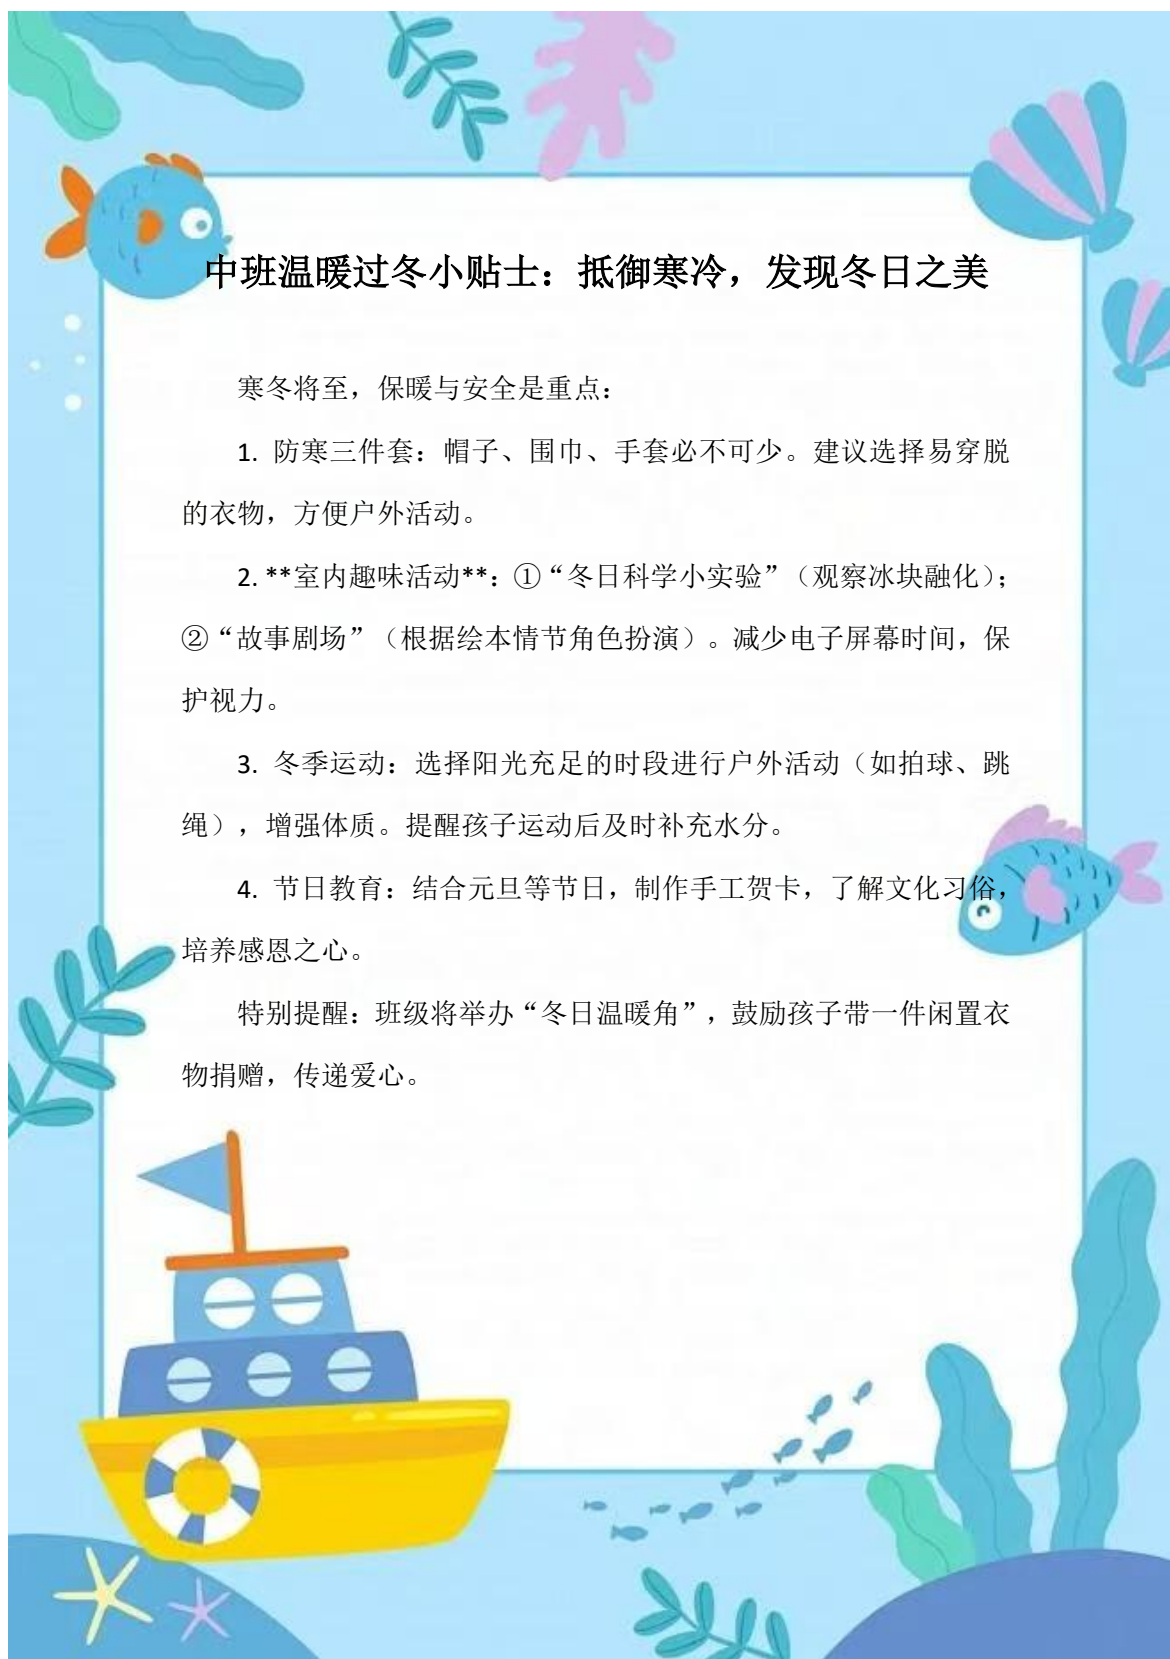 中班温暖过冬小贴士：抵御寒冷，发现冬日之美
寒冬将至，保暖与安全是重点：
1. 防寒三件套：帽子、围巾、手套必不可少。建议选择易穿脱
的衣物，方便户外活动。
2. **室内趣味活动**：①“冬日科学小实验”（观察冰块融化）；
②“故事剧场”（根据绘本情节角色扮演）。减少电子屏幕时间，保
护视力。
3. 冬季运动：选择阳光充足的时段进行户外活动（如拍球、跳
绳），增强体质。提醒孩子运动后及时补充水分。
4. 节日教育：结合元旦等节日，制作手工贺卡，了解文化习俗，
培养感恩之心。
特别提醒：班级将举办“冬日温暖角”，鼓励孩子带一件闲置衣
物捐赠，传递爱心。